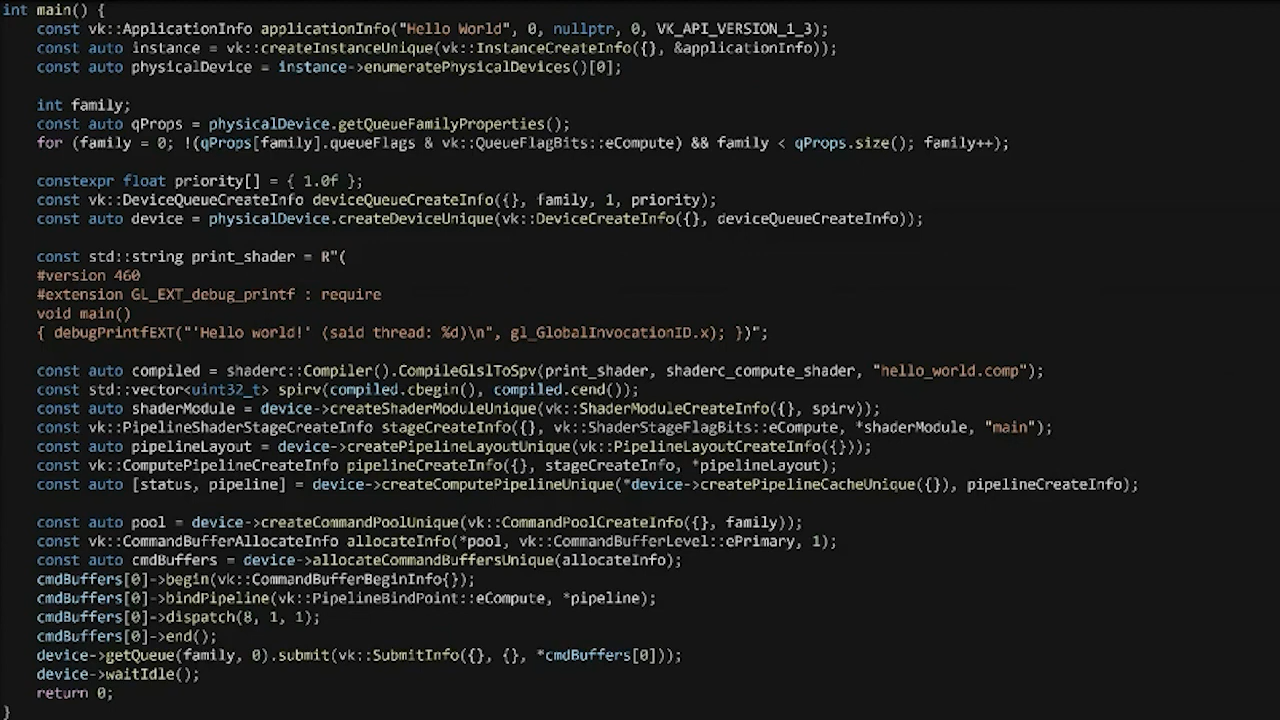 int main() {
    const vk::ApplicationInfo applicationInfo("Hello World", 0, nullptr, 0, VK_API_VERSION_1_3);
    const auto instance = vk::createInstanceUnique(vk::InstanceCreateInfo({}, &applicationInfo));
    const auto physicalDevice = instance->enumeratePhysicalDevices()[0];

    int family;
    const auto qProps = physicalDevice.getQueueFamilyProperties();
    for (family = 0; !(qProps[family].queueFlags & vk::QueueFlagBits::eCompute) && family < qProps.size(); family++);

    constexpr float priority[] = { 1.0f };
    const vk::DeviceQueueCreateInfo deviceQueueCreateInfo({}, family, 1, priority);
    const auto device = physicalDevice.createDeviceUnique(vk::DeviceCreateInfo({}, deviceQueueCreateInfo));

    const std::string print_shader = R"(
    #version 460
    #extension GL_EXT_debug_printf : require
    void main()
    { debugPrintfEXT("'Hello world!' (said thread: %d)\n", gl_GlobalInvocationID.x); })";

    const auto compiled = shaderc::Compiler().CompileGlslToSpv(print_shader, shaderc_compute_shader, "hello_world.comp");
    const std::vector<uint32_t> spirv(compiled.cbegin(), compiled.cend());
    const auto shaderModule = device->createShaderModuleUnique(vk::ShaderModuleCreateInfo({}, spirv));
    const vk::PipelineShaderStageCreateInfo stageCreateInfo({}, vk::ShaderStageFlagBits::eCompute, *shaderModule, "main");
    const auto pipelineLayout = device->createPipelineLayoutUnique(vk::PipelineLayoutCreateInfo({}));
    const vk::ComputePipelineCreateInfo pipelineCreateInfo({}, stageCreateInfo, *pipelineLayout);
    const auto [status, pipeline] = device->createComputePipelineUnique(*device->createPipelineCacheUnique({}), pipelineCreateInfo);

    const auto pool = device->createCommandPoolUnique(vk::CommandPoolCreateInfo({}, family));
    const vk::CommandBufferAllocateInfo allocateInfo(*pool, vk::CommandBufferLevel::ePrimary, 1);
    const auto cmdBuffers = device->allocateCommandBuffersUnique(allocateInfo);
    cmdBuffers[0]->begin(vk::CommandBufferBeginInfo{});
    cmdBuffers[0]->bindPipeline(vk::PipelineBindPoint::eCompute, *pipeline);
    cmdBuffers[0]->dispatch(8, 1, 1);
    cmdBuffers[0]->end();
    device->getQueue(family, 0).submit(vk::SubmitInfo({}, {}, *cmdBuffers[0]));
    device->waitIdle();
    return 0;
}